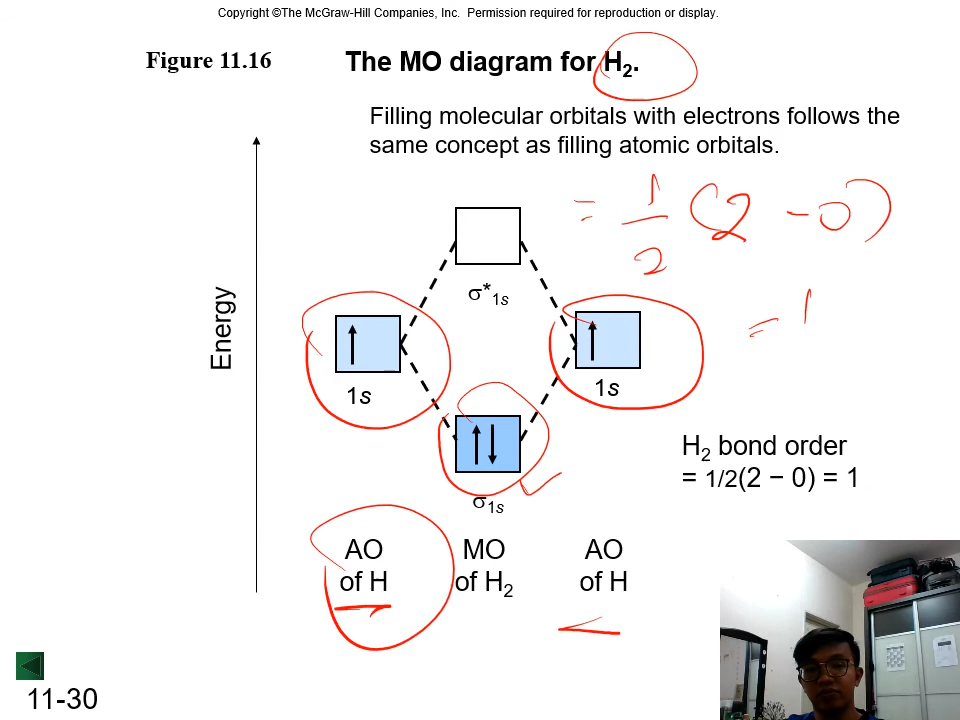 Copyright ©The McGraw-Hill Companies, Inc. Permission required for reproduction or display.
Figure 11.16
The MO diagram for H₂.
Filling molecular orbitals with electrons follows the
same concept as filling atomic orbitals.
= 1/2 (2 - 0)
= 1
Energy
σ*₁s
1s
1s
σ₁s
H₂ bond order
= 1/2(2 − 0) = 1
AO
of H
MO
of H₂
AO
of H
11-30